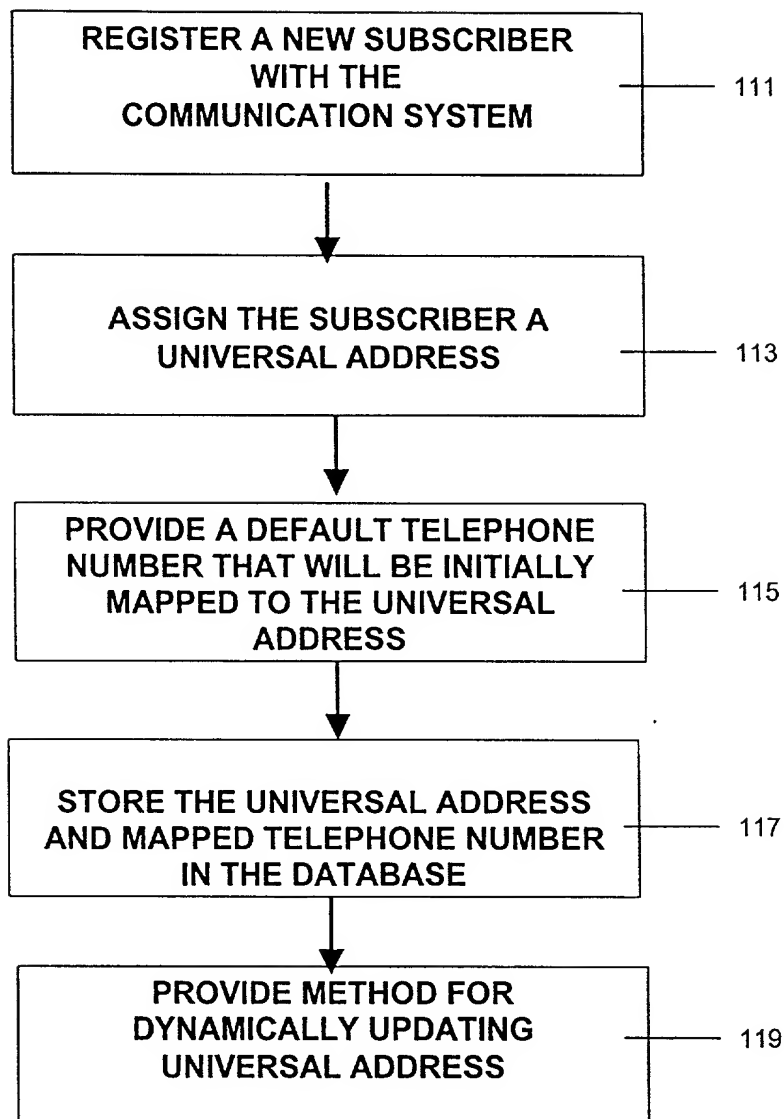 REGISTER A NEW SUBSCRIBER
WITH THE
COMMUNICATION SYSTEM
111
ASSIGN THE SUBSCRIBER A
UNIVERSAL ADDRESS
113
PROVIDE A DEFAULT TELEPHONE
NUMBER THAT WILL BE INITIALLY
MAPPED TO THE UNIVERSAL
ADDRESS
115
STORE THE UNIVERSAL ADDRESS
AND MAPPED TELEPHONE NUMBER
IN THE DATABASE
117
PROVIDE METHOD FOR
DYNAMICALLY UPDATING
UNIVERSAL ADDRESS
119